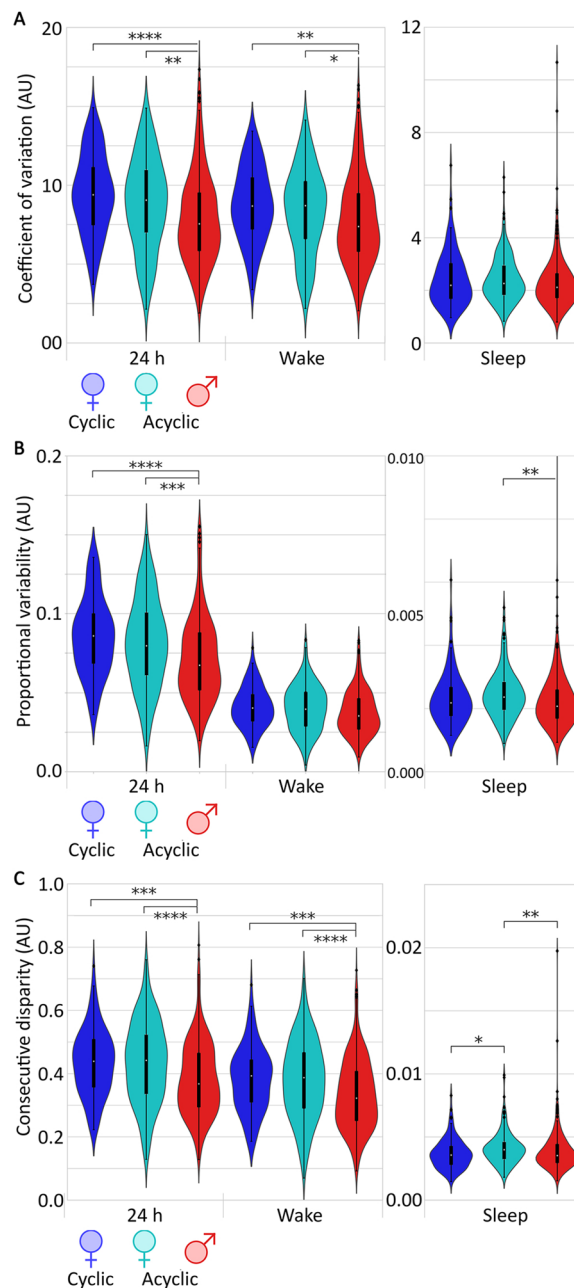 A
Coefficient of variation (AU)
20
10
00
**** **
** *
12
6
2
0
24 h Wake Sleep
♀ ♀ ♂
Cyclic Acyclic
B
Proportional variability (AU)
0.2
0.1
0.0
****
***
0.010
0.005
0.000
**
24 h Wake Sleep
♀ ♀ ♂
Cyclic Acyclic
C
Consecutive disparity (AU)
1.0
0.8
0.6
0.4
0.2
0.0
*** ***
**** ****
0.02
0.01
0.00
**
*
24 h Wake Sleep
♀ ♀ ♂
Cyclic Acyclic